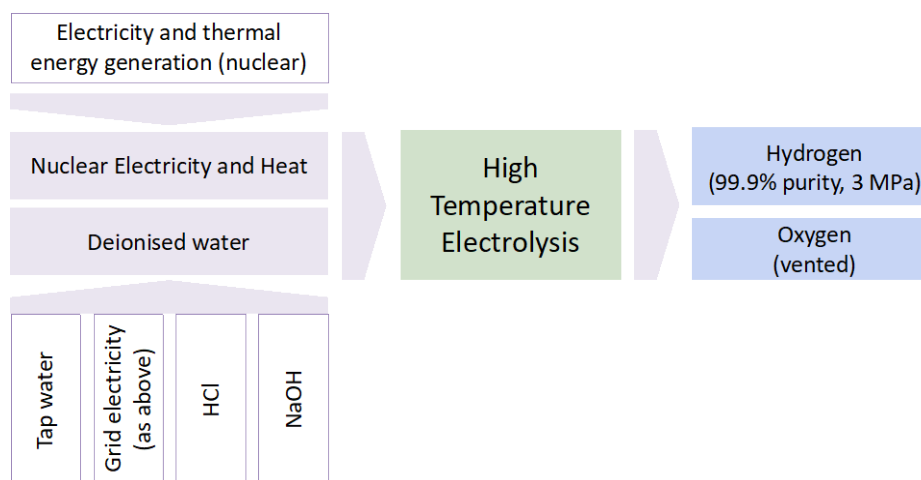 Electricity and thermal
energy generation (nuclear)
Nuclear Electricity and Heat
Deionised water
Tap water
Grid electricity
(as above)
HCl
NaOH
High
Temperature
Electrolysis
Hydrogen
(99.9% purity, 3 MPa)
Oxygen
(vented)